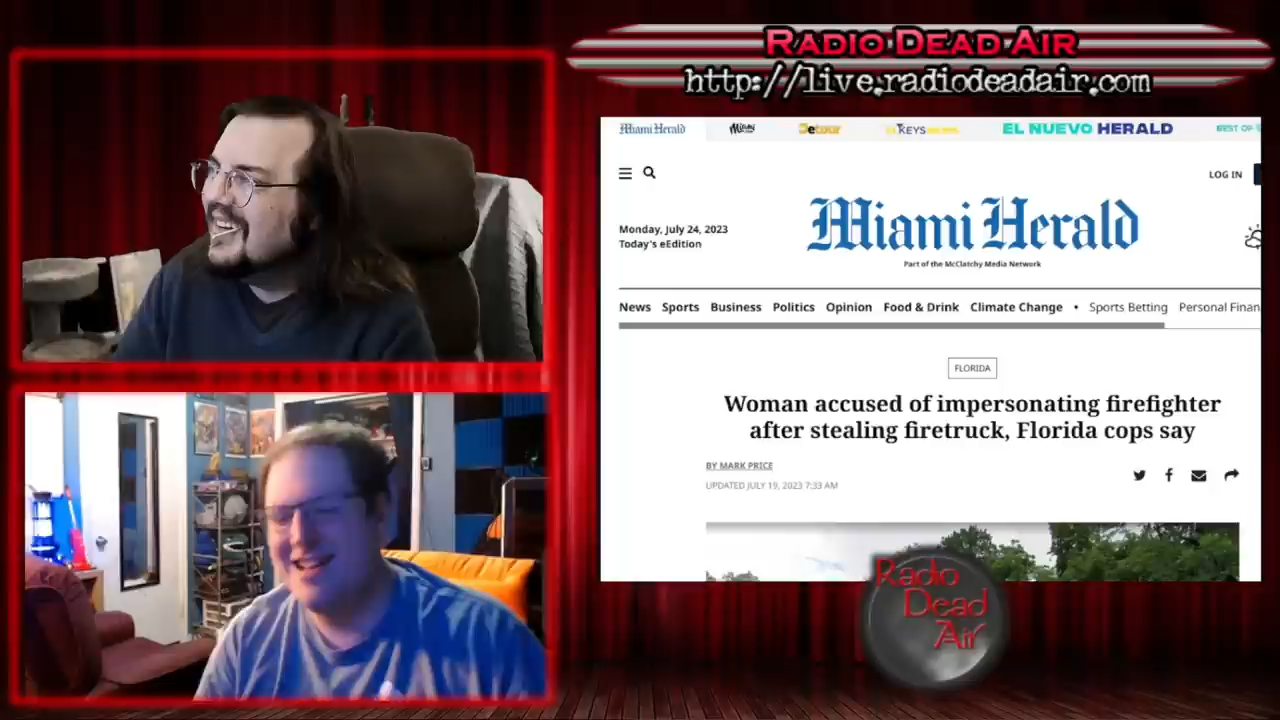 RADIO DEAD AIR
http://live.radiodeadair.com
Miami Herald
EL NUEVO HERALD
BEST OF
LOG IN
Monday, July 24, 2023
Today's eEdition
Miami Herald
Part of the McClatchy Media Network
News Sports Business Politics Opinion Food & Drink Climate Change • Sports Betting Personal Finan
FLORIDA
Woman accused of impersonating firefighter
after stealing firetruck, Florida cops say
BY MARK PRICE
UPDATED JULY 19, 2023 7:33 AM
Radio
Dead
Air